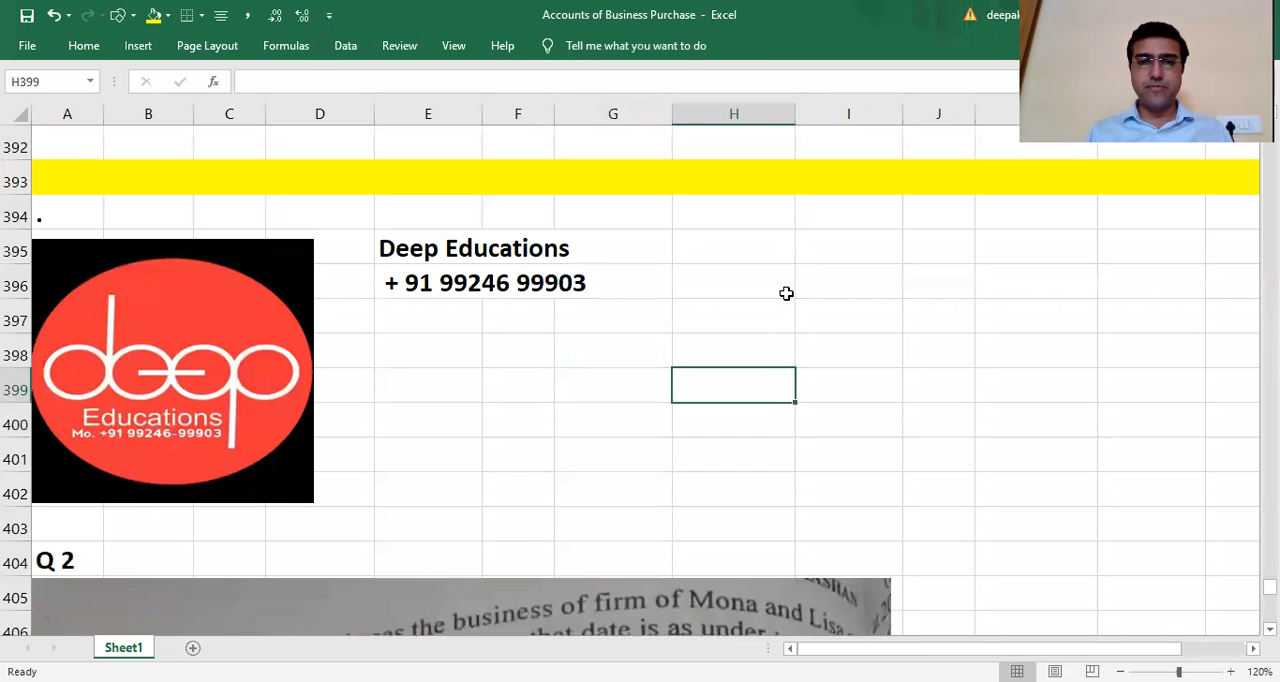 Accounts of Business Purchase - Excel
deepak
File Home Insert Page Layout Formulas Data Review View Help Tell me what you want to do
H399
fx
A B C D E F G H I J
392
393
394 .
395 Deep Educations
396 + 91 99246 99903
397
398
399
400
401
402
403
404 Q 2
405
406
deep
Educations
Mo. +91 99246-99903
the business of firm of Mona and Lisa
that date is as under
Sheet1
Ready
120%